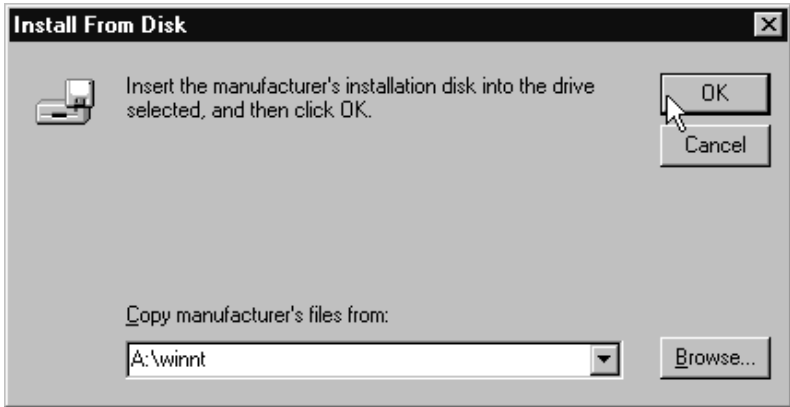 Install From Disk
Insert the manufacturer's installation disk into the drive
selected, and then click OK.
OK
Cancel
Copy manufacturer's files from:
A:\winnt
Browse...